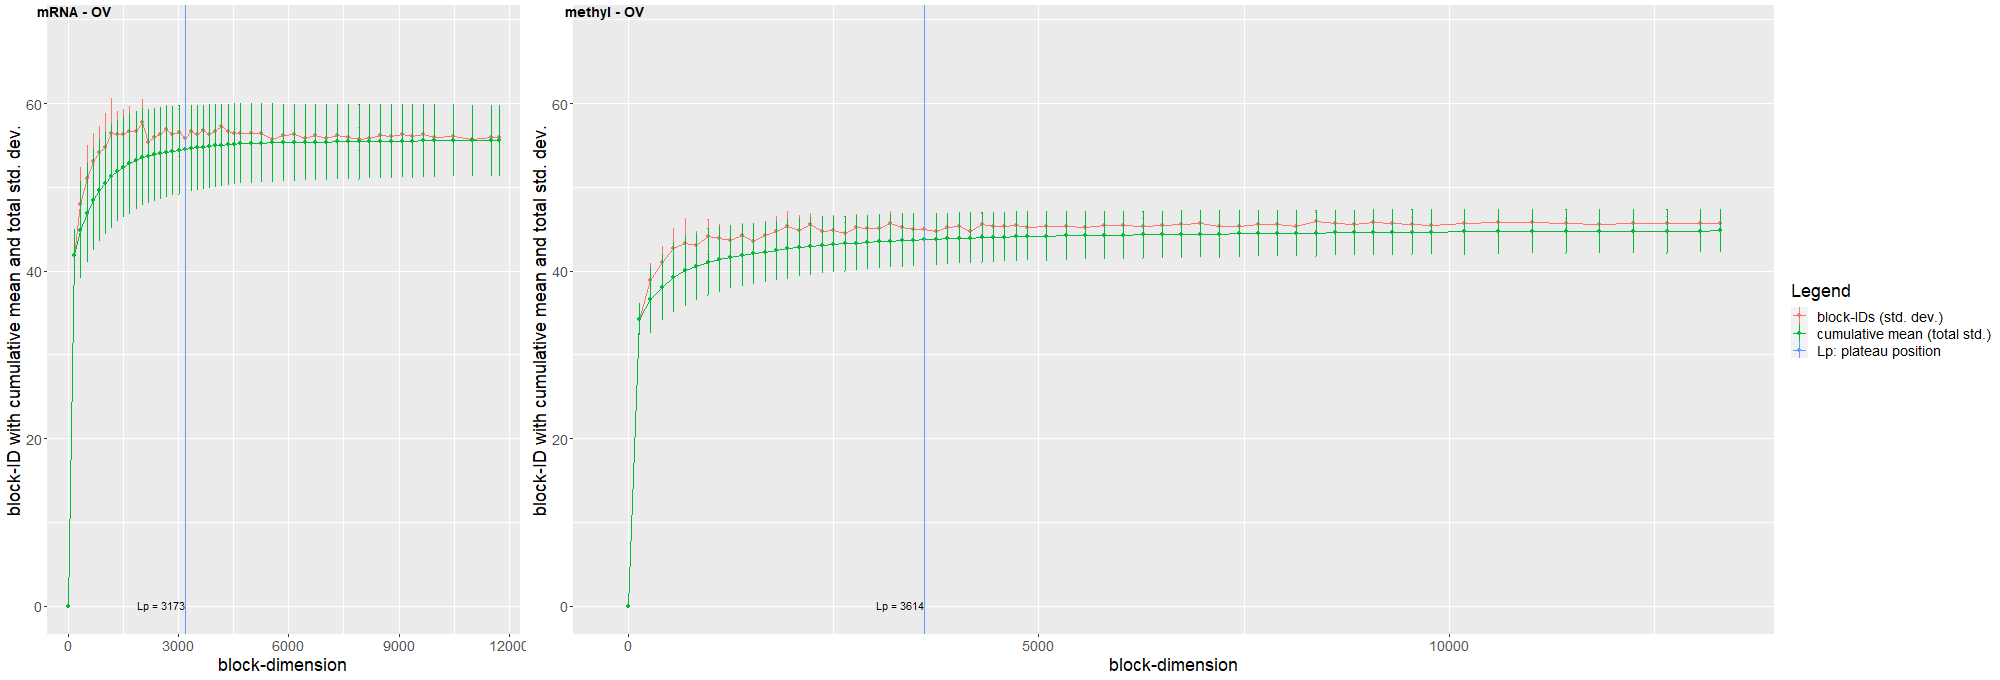 mRNA - OV
block-ID with cumulative mean and total std. dev.
60
40
20
0
Lp = 3173
0 3000 6000 9000 12000
block-dimension
methyl - OV
block-ID with cumulative mean and total std. dev.
60
40
20
0
Lp = 3614
0 5000 10000
block-dimension
Legend
block-IDs (std. dev.)
cumulative mean (total std.)
Lp: plateau position